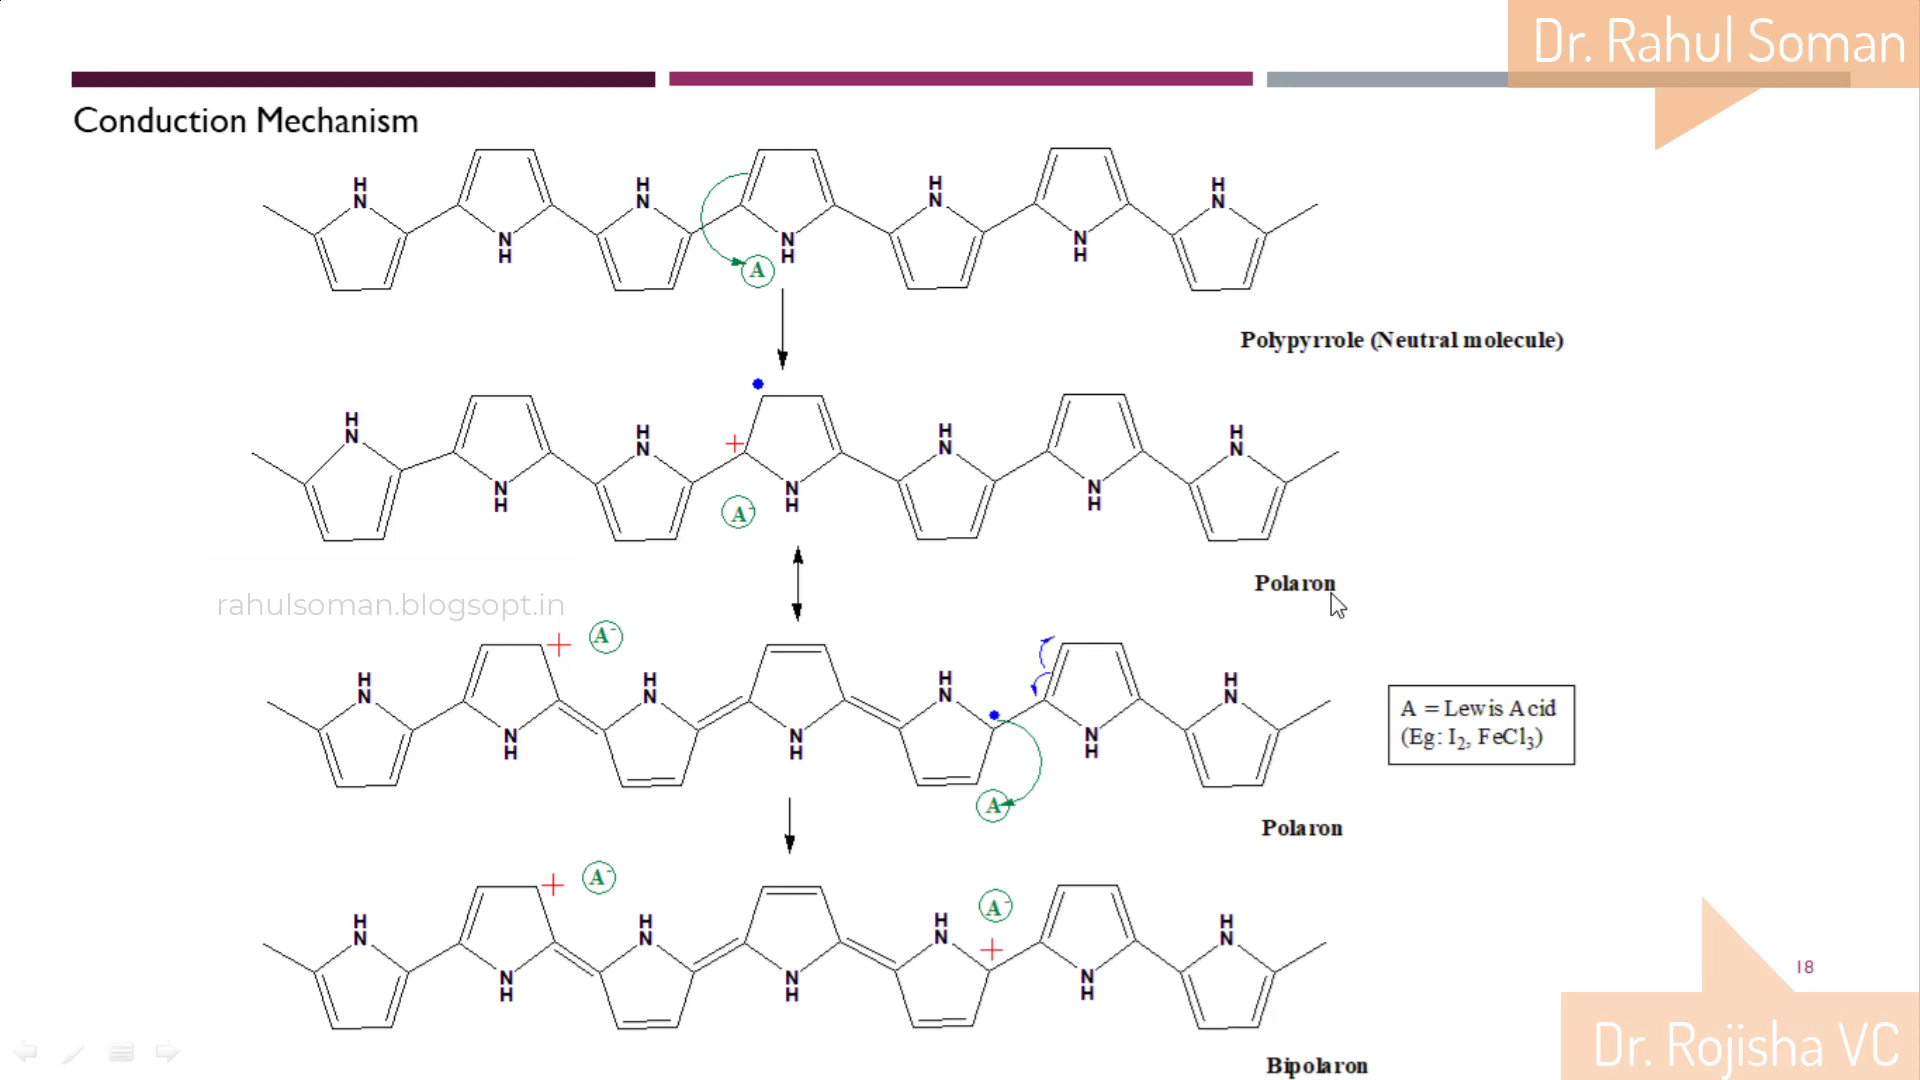 Dr. Rahul Soman
Conduction Mechanism
H
N
N
H
H
N
N
H
H
N
N
H
H
N
A
Polypyrrole (Neutral molecule)
H
N
N
H
H
N
+
N
H
H
N
N
H
H
N
A-
Polaron
rahulsoman.blogsopt.in
H
N
N
H
+
A-
H
N
N
H
H
N
N
H
H
N
A
A = Lewis Acid
(Eg: I2, FeCl3)
Polaron
H
N
N
H
+
A-
H
N
N
H
H
N
A-
+
N
H
H
N
18
Bipolaron
Dr. Rojisha VC